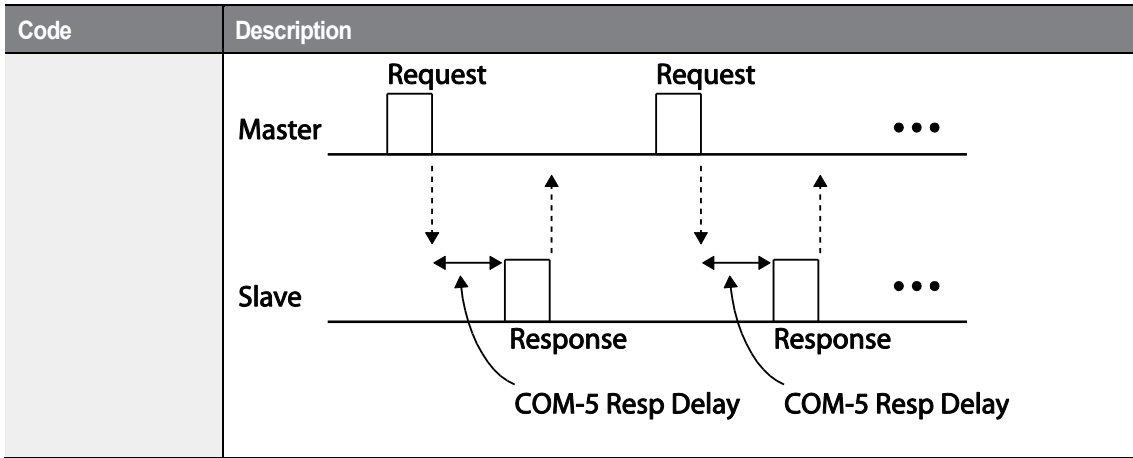 Code Description
Request Request
Master •••
Slave •••
Response Response
COM-5 Resp Delay COM-5 Resp Delay